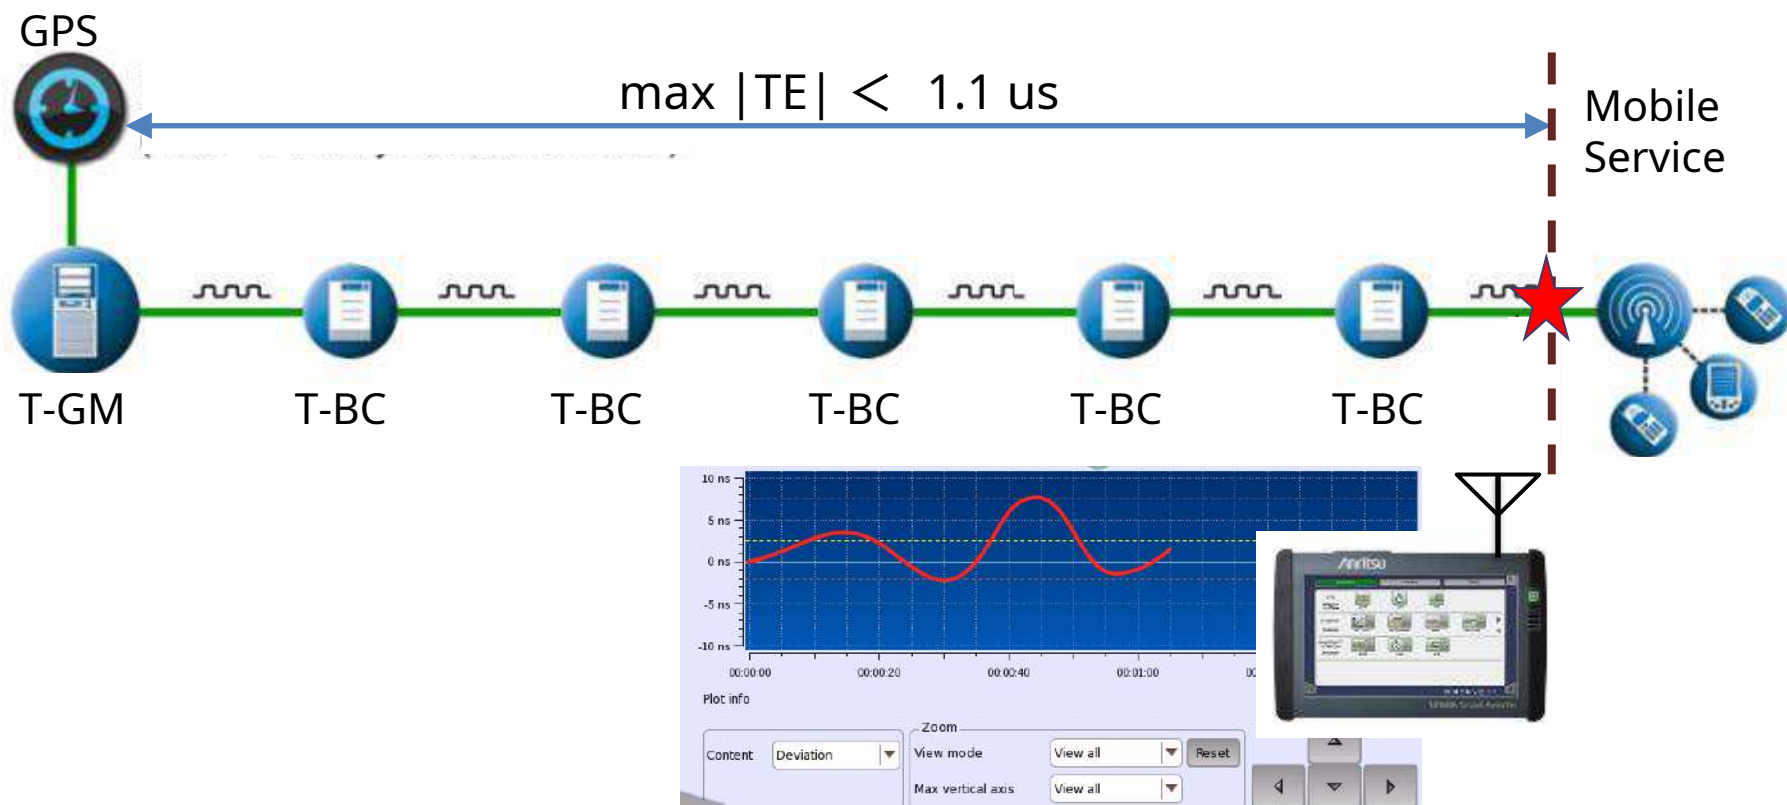 GPS
max |TE| < 1.1 us
Mobile
Service
T-GM
T-BC
T-BC
T-BC
T-BC
T-BC
10 ns
5 ns
0 ns
-5 ns
-10 ns
00:00:00
00:00:20
00:00:40
00:01:00
00
Plot info
Content
Deviation
Zoom
View mode
View all
Reset
Max vertical axis
View all
Anritsu